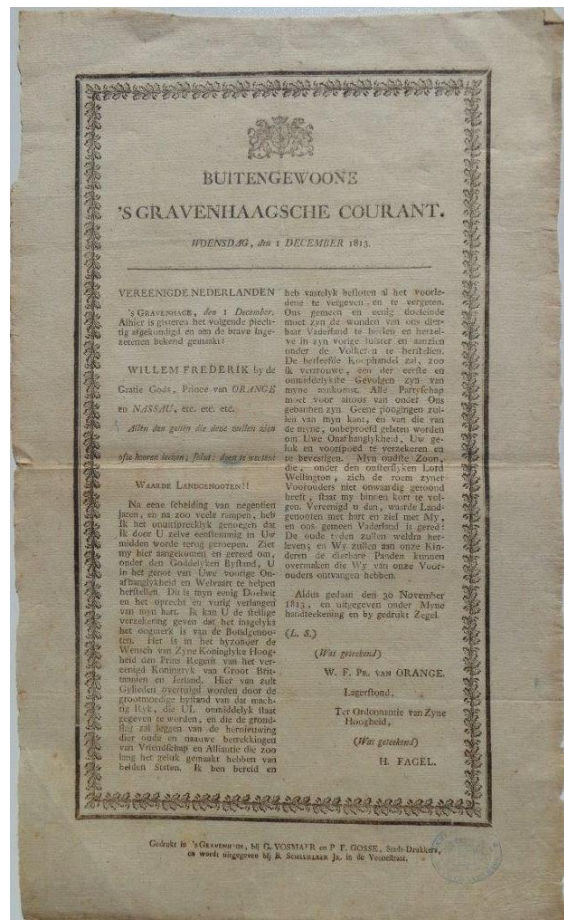 BUITENGEWOONE
'S GRAVENHAAGSCHE COURANT.
WOENSDAG, den 1 DECEMBER 1813.
VEREENIGDE NEDERLANDEN
's GRAVENHAGE, den 1 December.
Alhier is gisteren het volgende plech-
tig afgekondigd en aan de brave Inge-
zetenen bekend gemaakt:
WILLEM FREDERIK by de
Gratie Gods, Prince van ORANGE
en NASSAU, etc. etc. etc.
Allen den geenen die deze zullen zien
ofte hooren leezen; salut: doen te weeten!
WAARDE LANDGENOOTEN!!
Na eene scheiding van negentien
jaren, en na zoo veele rampen, heb
Ik het onuitspreeklyk genoegen dat
Ik door U zelve eenstemmig in Uw
midden worde terug geroepen. Ziet
my hier aangekomen en gereed om,
onder den Goddelyken Bystand, U
in het genot van Uwe voorige On-
afhanglykheid en Welvaart te helpen
herstellen. Dit is myn eenig Doelwit
en het oprecht en vurig verlangen
van myn hart. Ik kan U de stellige
verzekering geven dat het insgelyks
het oogmerk is van de Bondgenoo-
ten. Het is in het byzonder de
Wensch van Zyne Koninglyke Hoog-
heid den Prins Regent van het ver-
eenigd Koningryk van Groot Brit-
tannien en Ierland. Hier van zult
Gylieden overtuigd worden door de
grootmoedige bystand van dat mach-
tig Ryk, die UL onmiddelyk staat
gegeven te worden, en die de grond-
slag zal leggen van de hernieuwing
dier oude en nauwe betrekkingen
van Vriendschap en Alliantie die zoo
lang het geluk gemaakt hebben van
beiden Staten. Ik ben bereid en
heb vastelyk besloten al het voorle-
dene te vergeven en te vergeten.
Ons gemeen en eenig doeleinde
moet zyn de wonden van ons dier-
baar Vaderland te heelen en herzel-
ve in zyn vorige luister en aanzien
onder de Volkeren te herstellen.
De herleefde Koophandel zal, zoo
ik vertrouwe, een der eerste en
onmiddelykste Gevolgen zyn van
myne aankomst. Alle Partyschap
moet voor altoos van onder Ons
gebannen zyn. Geene poogingen zul-
len van myn kant, en van die van
de myne, onbeproefd gelaten worden
om Uwe Onafhanglykheid, Uw ge-
luk en voorspoed te verzekeren en
te bevestigen. Myn oudste Zoon,
die, onder den onsterflyken Lord
Wellington, zich de roem zyner
Voorouders niet onwaardig getoond
heeft, staat my binnen kort te vol-
gen. Vereenigt u dan, waarde Land-
genooten met hart en ziel met My,
en ons gemeen Vaderland is gered!
De oude tyden zullen weldra her-
leven; en Wy zullen aan onze Kin-
deren de dierbare Panden kunnen
overmaken die Wy van onze Voor-
ouders ontvangen hebben.
Aldus gedaan den 30 November
1813, en uitgegeven onder Myne
handteekening en by gedrukt Zegel
(L. S.)
(Was geteekend)
W. F. PR. VAN ORANGE.
Lagerstond,
Ter Ordonnantie van Zyne
Hoogheid,
(Was geteekend)
H. FAGEL.
Gedrukt in 's GRAVENHAGE, bij G. VOSMAER en P. F. GOSSE, Stads-Drukkers,
en wordt uitgegeven bij B. SCHEURLEER JR. in de Veenestraat.